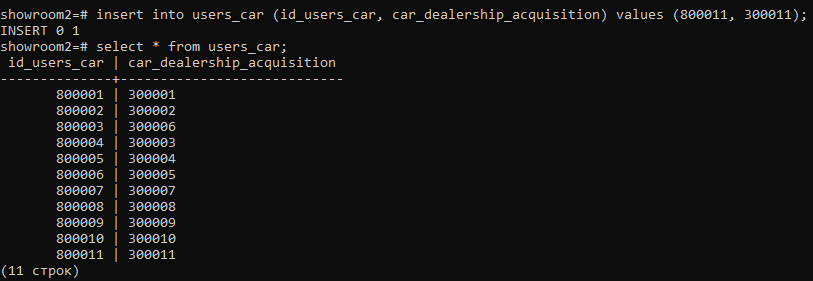 showroom2=# insert into users_car (id_users_car, car_dealership_acquisition) values (800011, 300011);
INSERT 0 1
showroom2=# select * from users_car;
 id_users_car | car_dealership_acquisition
--------------+----------------------------
       800001 | 300001
       800002 | 300002
       800003 | 300006
       800004 | 300003
       800005 | 300004
       800006 | 300005
       800007 | 300007
       800008 | 300008
       800009 | 300009
       800010 | 300010
       800011 | 300011
(11 строк)